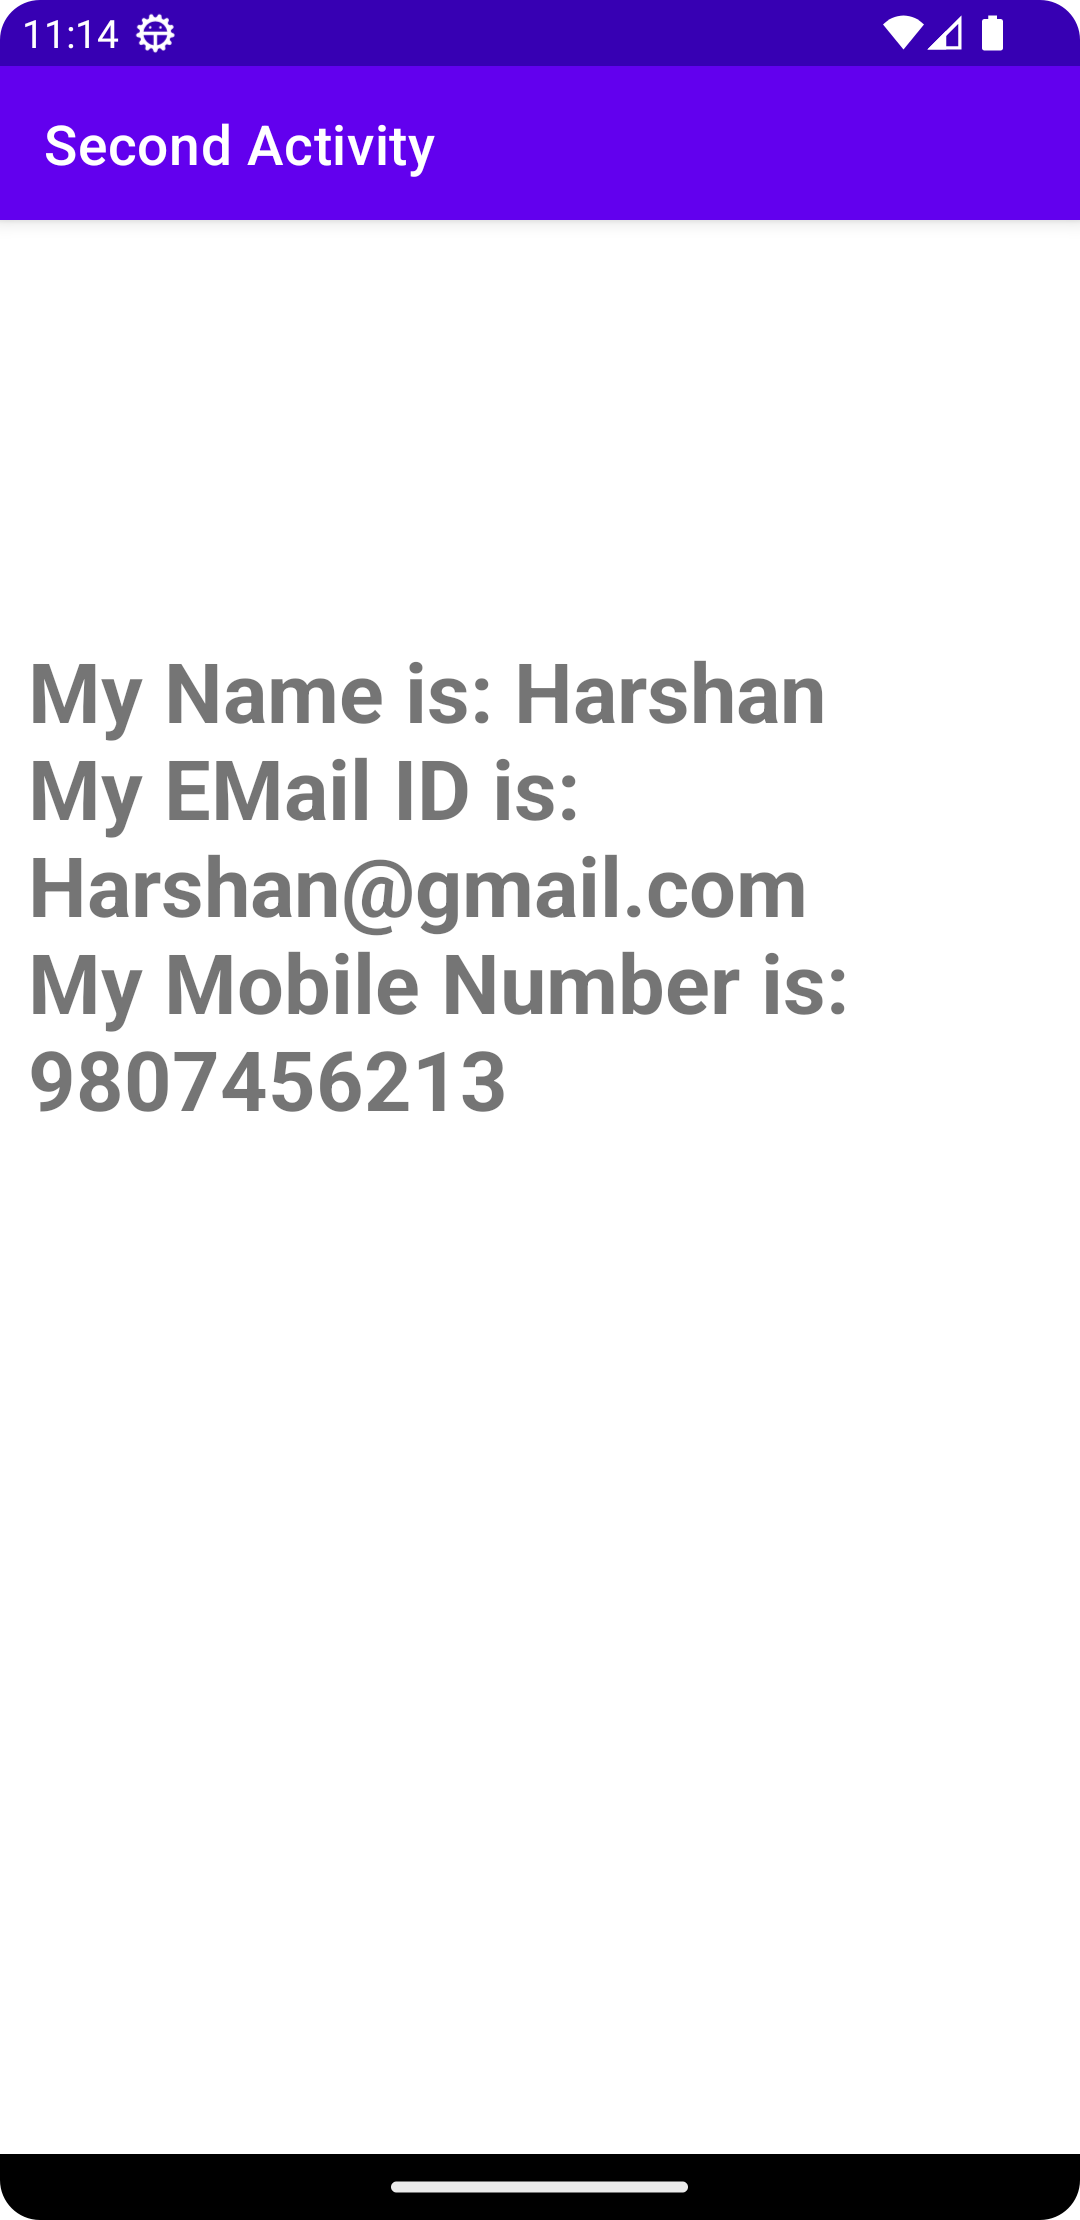 11:14
Second Activity
My Name is: Harshan
My EMail ID is:
Harshan@gmail.com
My Mobile Number is:
9807456213